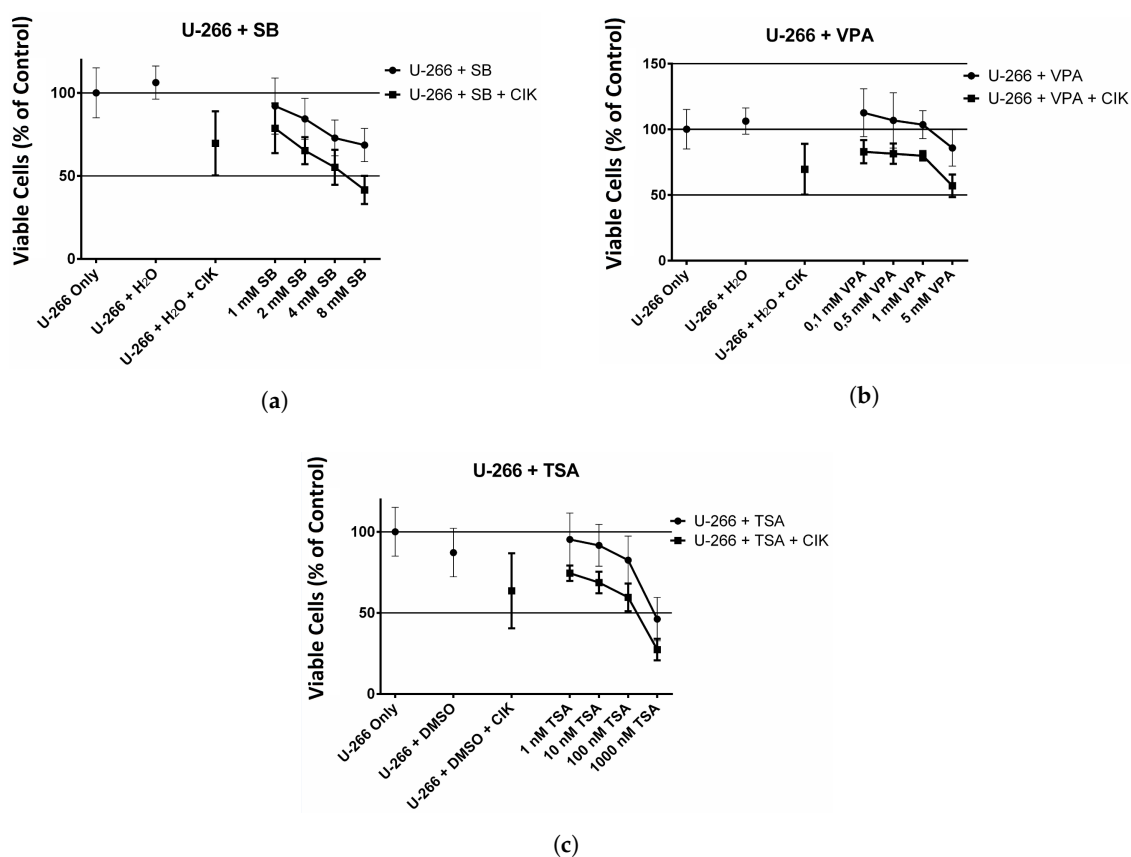 U-266 + SB
Viable Cells (% of Control)
100
50
0
U-266 + SB
U-266 + SB + CIK
U-266 Only
U-266 + H2O
U-266 + H2O + CIK
1 mM SB
2 mM SB
4 mM SB
8 mM SB
(a)
U-266 + VPA
Viable Cells (% of Control)
150
100
50
0
U-266 + VPA
U-266 + VPA + CIK
U-266 Only
U-266 + H2O
U-266 + H2O + CIK
0,1 mM VPA
0,5 mM VPA
1 mM VPA
5 mM VPA
(b)
U-266 + TSA
Viable Cells (% of Control)
100
50
0
U-266 + TSA
U-266 + TSA + CIK
U-266 Only
U-266 + DMSO
U-266 + DMSO + CIK
1 nM TSA
10 nM TSA
100 nM TSA
1000 nM TSA
(c)